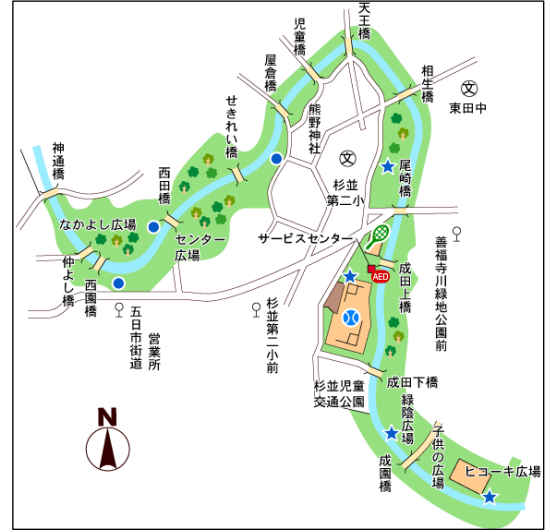 天王橋
児童橋
屋倉橋
相生橋
文
東田中
せきれい橋
熊野神社
神通橋
西田橋
文
杉並
第二小
尾崎橋
なかよし広場
センター
広場
サービスセンター
善福寺川緑地公園前
仲よし橋
西園橋
AED
成田上橋
五日市街道
営業所
杉並第二小前
杉並児童
交通公園
成田下橋
N
緑陰広場
子供の広場
成園橋
ヒコーキ広場